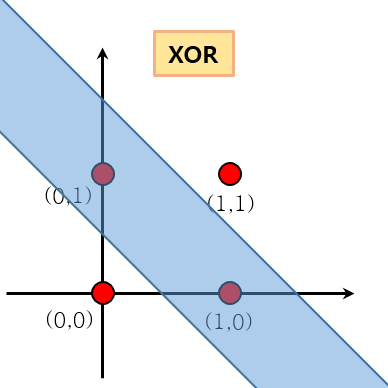 XOR
(0,1)
(1,1)
(0,0)
(1,0)